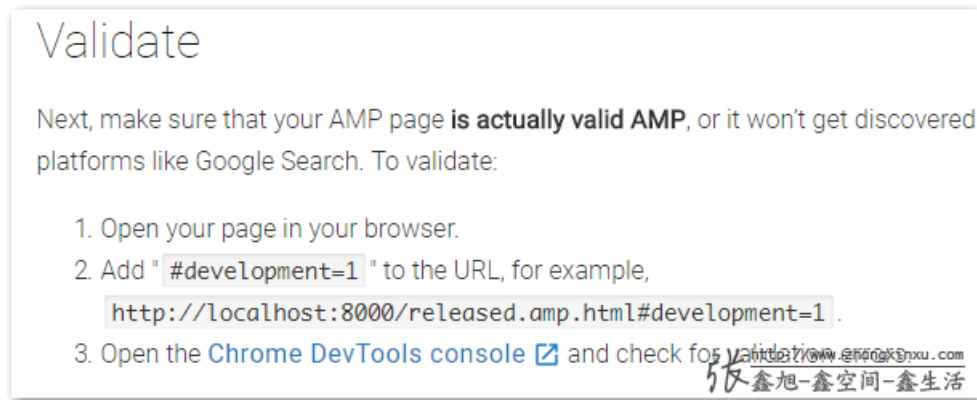 Validate
Next, make sure that your AMP page is actually valid AMP, or it won't get discovered
platforms like Google Search. To validate:
1. Open your page in your browser.
2. Add " #development=1 " to the URL, for example,
http://localhost:8000/released.amp.html#development=1 .
3. Open the Chrome DevTools console and check for validation errors.
http://www.zhangxinxu.com
张鑫旭-鑫空间-鑫生活